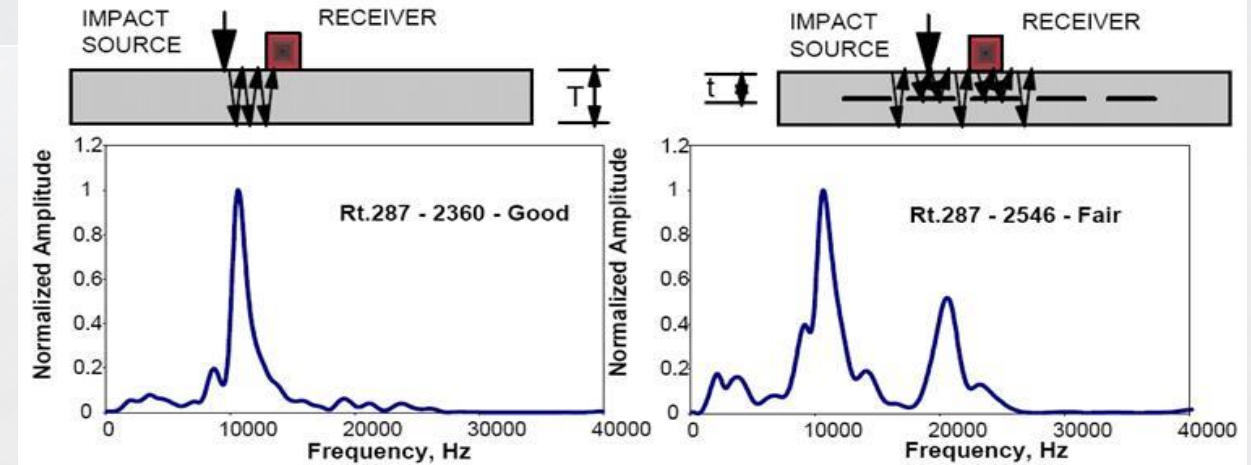 IMPACT
SOURCE
RECEIVER
T
1.2
1
0.8
0.6
0.4
0.2
0
Normalized Amplitude
Rt.287 - 2360 - Good
0 10000 20000 30000 40000
Frequency, Hz
IMPACT
SOURCE
RECEIVER
t
1.2
1
0.8
0.6
0.4
0.2
0
Normalized Amplitude
Rt.287 - 2546 - Fair
0 10000 20000 30000 40000
Frequency, Hz